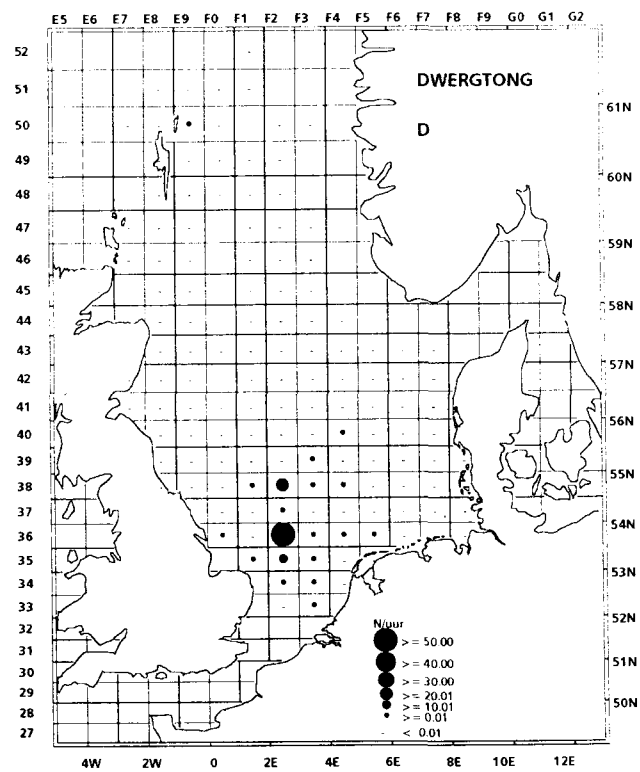 E5 E6 E7 E8 E9 F0 F1 F2 F3 F4 F5 F6 F7 F8 F9 G0 G1 G2
52
DWERGTONG
51
61N
50
D
49
60N
48
47
59N
46
45
58N
44
43
57N
42
41
56N
40
39
55N
38
37
54N
36
35
53N
34
33
52N
32
N/uur
>= 50.00
31
>= 40.00
51N
30
>= 30.00
29
>= 20.01
50N
>= 10.01
28
>= 0.01
27
< 0.01
4W 2W 0 2E 4E 6E 8E 10E 12E